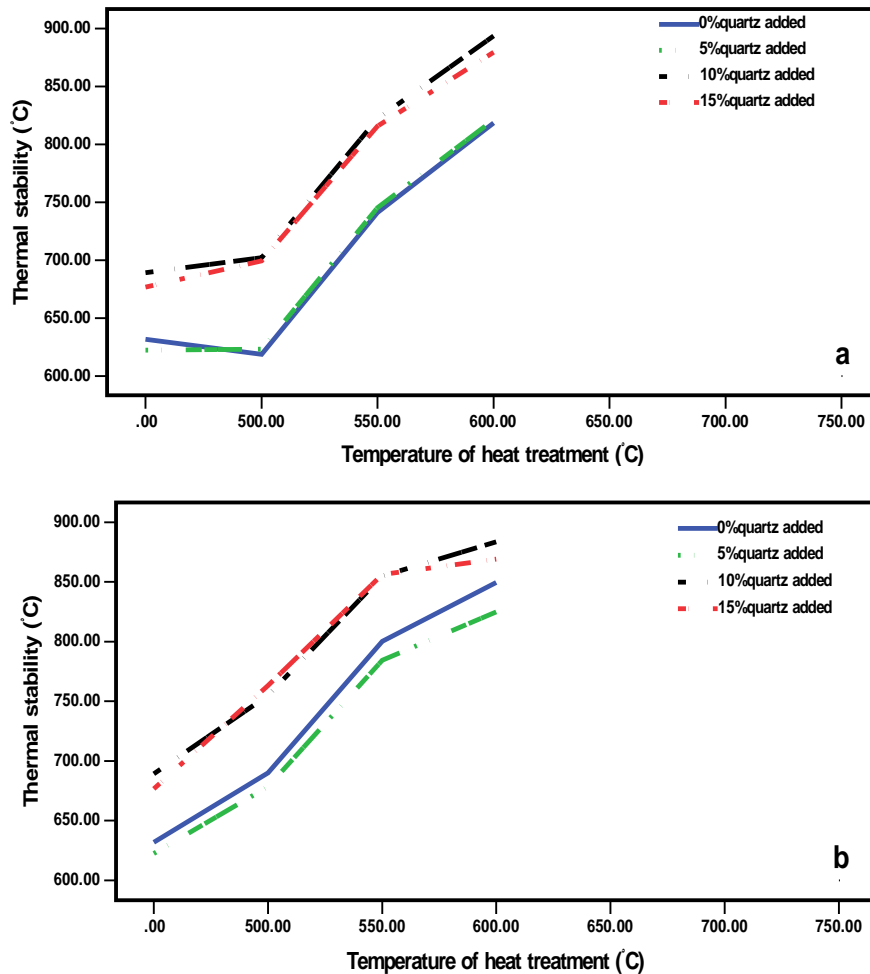 900.00
850.00
800.00
750.00
700.00
650.00
600.00
Thermal stability (°C)
0%quartz added
5%quartz added
10%quartz added
15%quartz added
a
.00 500.00 550.00 600.00 650.00 700.00 750.00
Temperature of heat treatment (°C)
900.00
850.00
800.00
750.00
700.00
650.00
600.00
Thermal stability (°C)
0%quartz added
5%quartz added
10%quartz added
15%quartz added
b
.00 500.00 550.00 600.00 650.00 700.00 750.00
Temperature of heat treatment (°C)